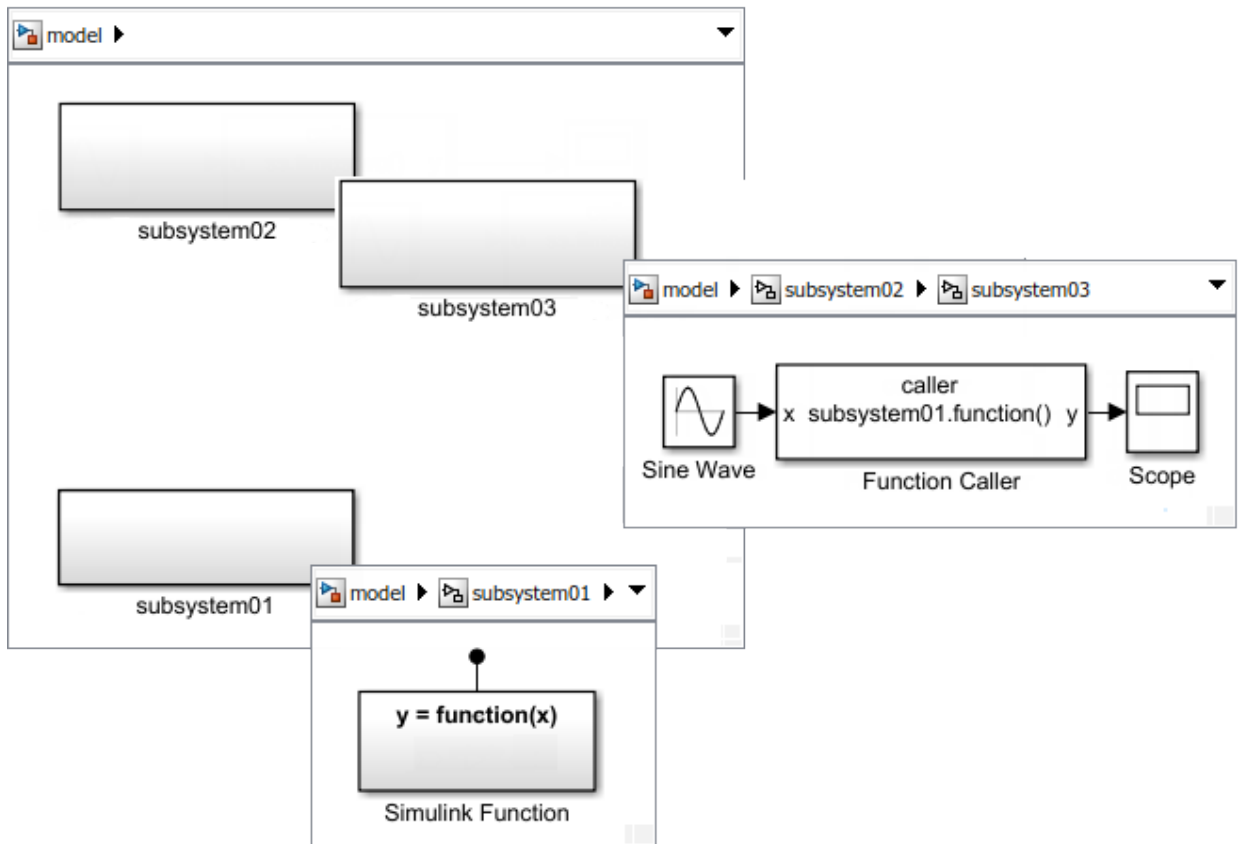 model
subsystem02
subsystem03
model subsystem02 subsystem03
caller
x subsystem01.function() y
Sine Wave
Function Caller
Scope
subsystem01
model subsystem01
y = function(x)
Simulink Function